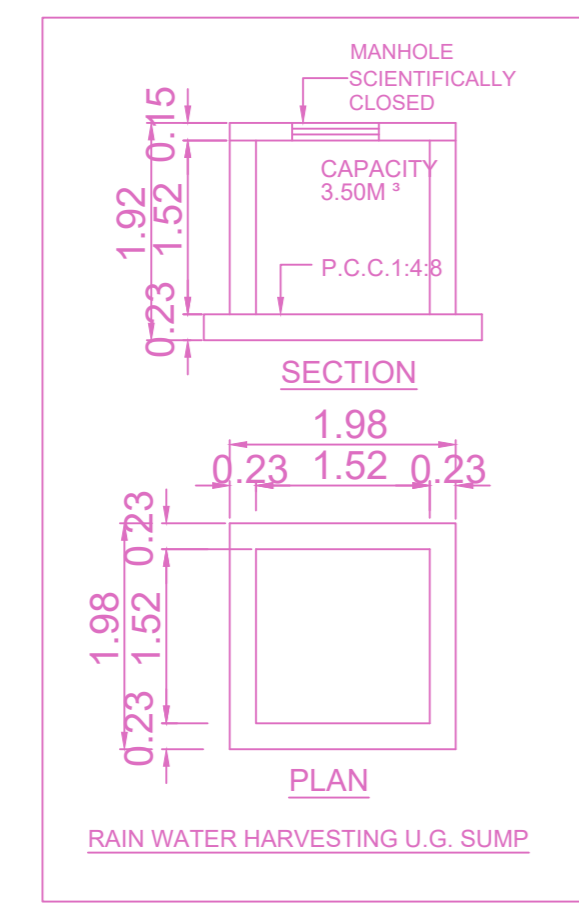 MANHOLE
SCIENTIFICALLY
CLOSED
0.15
CAPACITY
3.50M ³
1.92
1.52
P.C.C.1:4:8
0.23
SECTION
1.98
0.23 1.52 0.23
0.23
1.98
1.52
0.23
PLAN
RAIN WATER HARVESTING U.G. SUMP